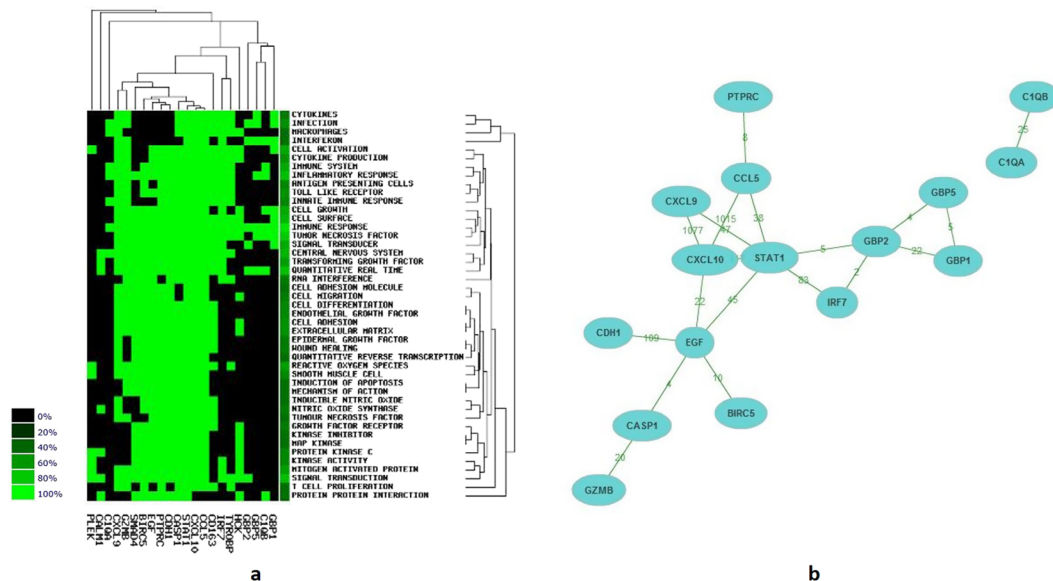 CYTOKINES
INFECTION
MACROPHAGES
INTERFERON
CELL ACTIVATION
CYTOKINE PRODUCTION
IMMUNE SYSTEM
INFLAMMATORY RESPONSE
ANTIGEN PRESENTING CELLS
TOLL LIKE RECEPTOR
INNATE IMMUNE RESPONSE
CELL GROWTH
CELL SURFACE
IMMUNE RESPONSE
TUMOR NECROSIS FACTOR
SIGNAL TRANSDUCER
CENTRAL NERVOUS SYSTEM
TRANSFORMING GROWTH FACTOR
QUANTITATIVE REAL TIME
RNA INTERFERENCE
CELL ADHESION MOLECULE
CELL MIGRATION
CELL DIFFERENTIATION
ENDOTHELIAL GROWTH FACTOR
CELL ADHESION
EXTRACELLULAR MATRIX
EPIDERMAL GROWTH FACTOR
WOUND HEALING
QUANTITATIVE REVERSE TRANSCRIPTION
REACTIVE OXYGEN SPECIES
SMOOTH MUSCLE CELL
INDUCTION OF APOPTOSIS
MECHANISM OF ACTION
INDUCIBLE NITRIC OXIDE
NITRIC OXIDE SYNTHASE
TUMOUR NECROSIS FACTOR
GROWTH FACTOR RECEPTOR
KINASE INHIBITOR
MAP KINASE
PROTEIN KINASE C
KINASE ACTIVITY
MITOGEN ACTIVATED PROTEIN
SIGNAL TRANSDUCTION
T CELL PROLIFERATION
PROTEIN PROTEIN INTERACTION
0%
20%
40%
60%
80%
100%
PLEK
CALM1
C1QA
CXCL9
GZMB
SMAD4
BIRC5
EGF
PTPRC
CDH1
CASP1
STAT1
CXCL10
CCL5
CD163
IRF7
TYROBP
HCK
GBP2
GBP5
C1QB
GBP1
a
PTPRC
8
CCL5
CXCL9
1015
38
1077
47
CXCL10
STAT1
5
GBP2
4
GBP5
5
22
GBP1
2
83
IRF7
22
45
CDH1
109
EGF
4
10
BIRC5
CASP1
20
GZMB
C1QB
25
C1QA
b